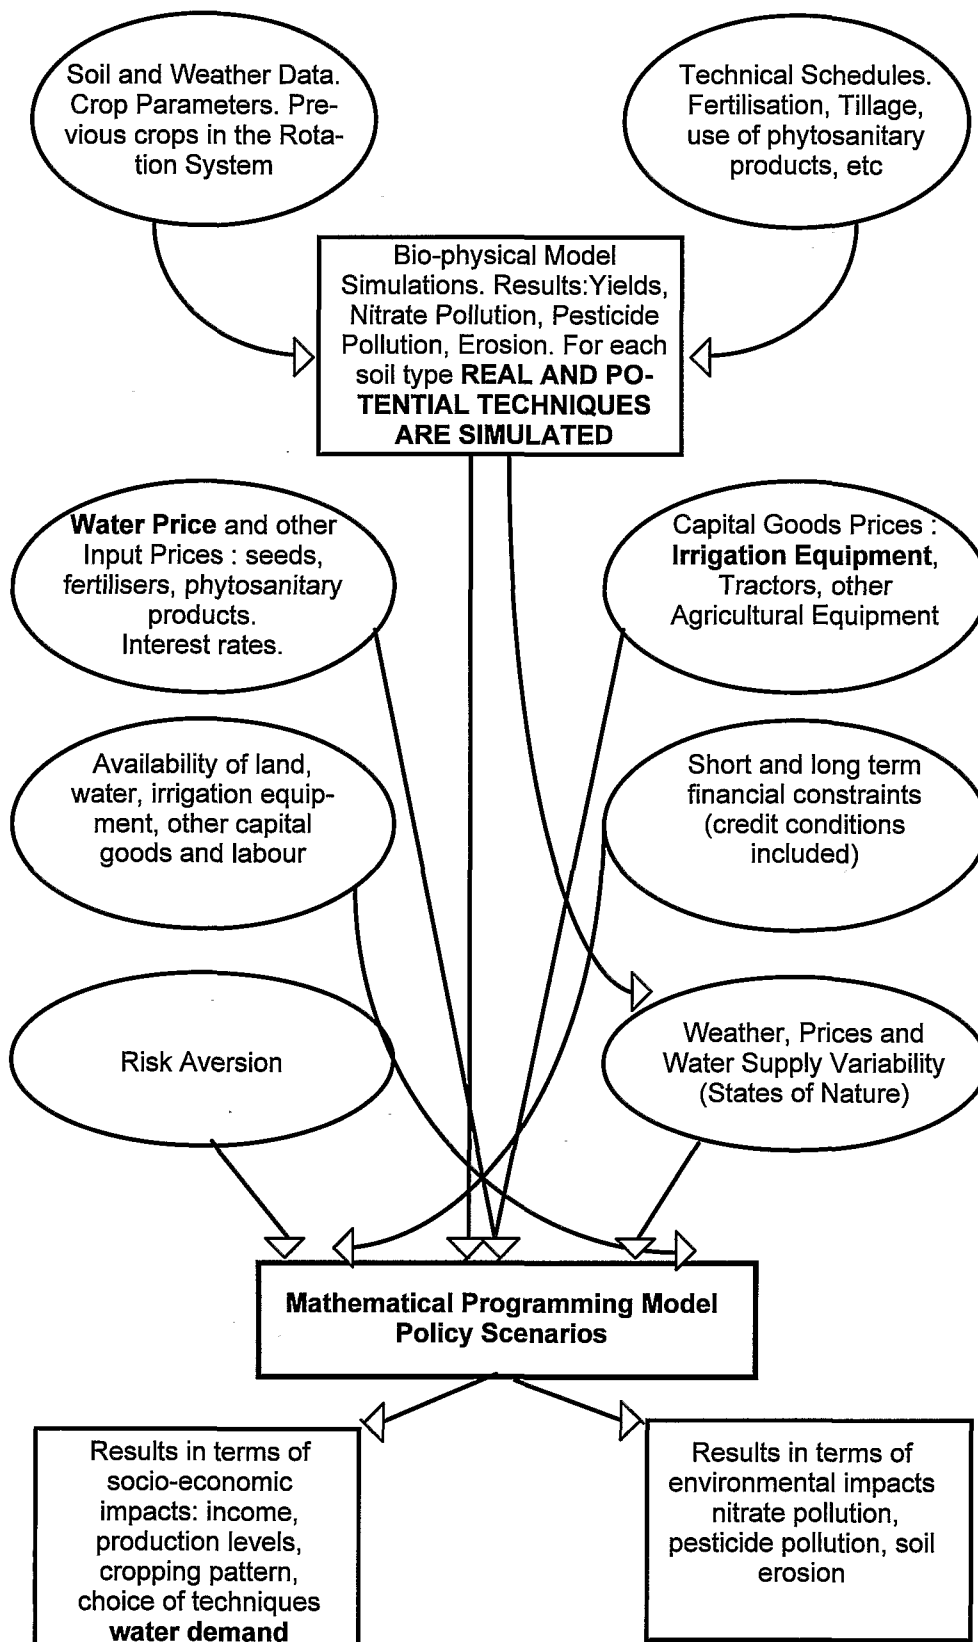 Soil and Weather Data.
Crop Parameters. Pre-
vious crops in the Rota-
tion System
Technical Schedules.
Fertilisation, Tillage,
use of phytosanitary
products, etc
Bio-physical Model
Simulations. Results:Yields,
Nitrate Pollution, Pesticide
Pollution, Erosion. For each
soil type REAL AND PO-
TENTIAL TECHNIQUES
ARE SIMULATED
Water Price and other
Input Prices : seeds,
fertilisers, phytosanitary
products.
Interest rates.
Capital Goods Prices :
Irrigation Equipment,
Tractors, other
Agricultural Equipment
Availability of land,
water, irrigation equip-
ment, other capital
goods and labour
Short and long term
financial constraints
(credit conditions
included)
Risk Aversion
Weather, Prices and
Water Supply Variability
(States of Nature)
Mathematical Programming Model
Policy Scenarios
Results in terms of
socio-economic
impacts: income,
production levels,
cropping pattern,
choice of techniques
water demand
Results in terms of
environmental impacts
nitrate pollution,
pesticide pollution, soil
erosion